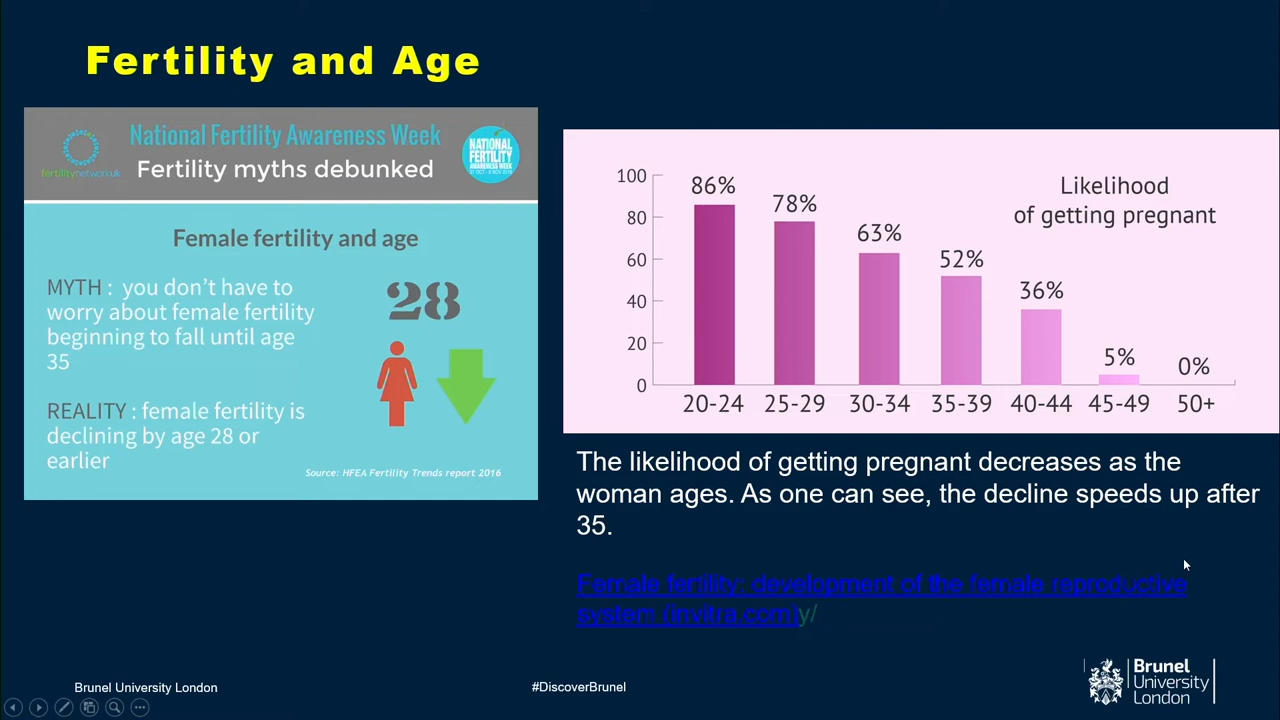 Fertility and Age
National Fertility Awareness Week
Fertility myths debunked
fertilitynetworkuk
NATIONAL
FERTILITY
AWARENESS WEEK
Female fertility and age
MYTH : you don't have to
worry about female fertility
beginning to fall until age
35
28
REALITY : female fertility is
declining by age 28 or
earlier
Source: HFEA Fertility Trends report 2016
Likelihood
of getting pregnant
100
80
60
40
20
0
86%
78%
63%
52%
36%
5%
0%
20-24 25-29 30-34 35-39 40-44 45-49 50+
The likelihood of getting pregnant decreases as the
woman ages. As one can see, the decline speeds up after
35.
Female fertility: development of the female reproductive
system (invitra.com)y/
Brunel University London
#DiscoverBrunel
Brunel
University
London